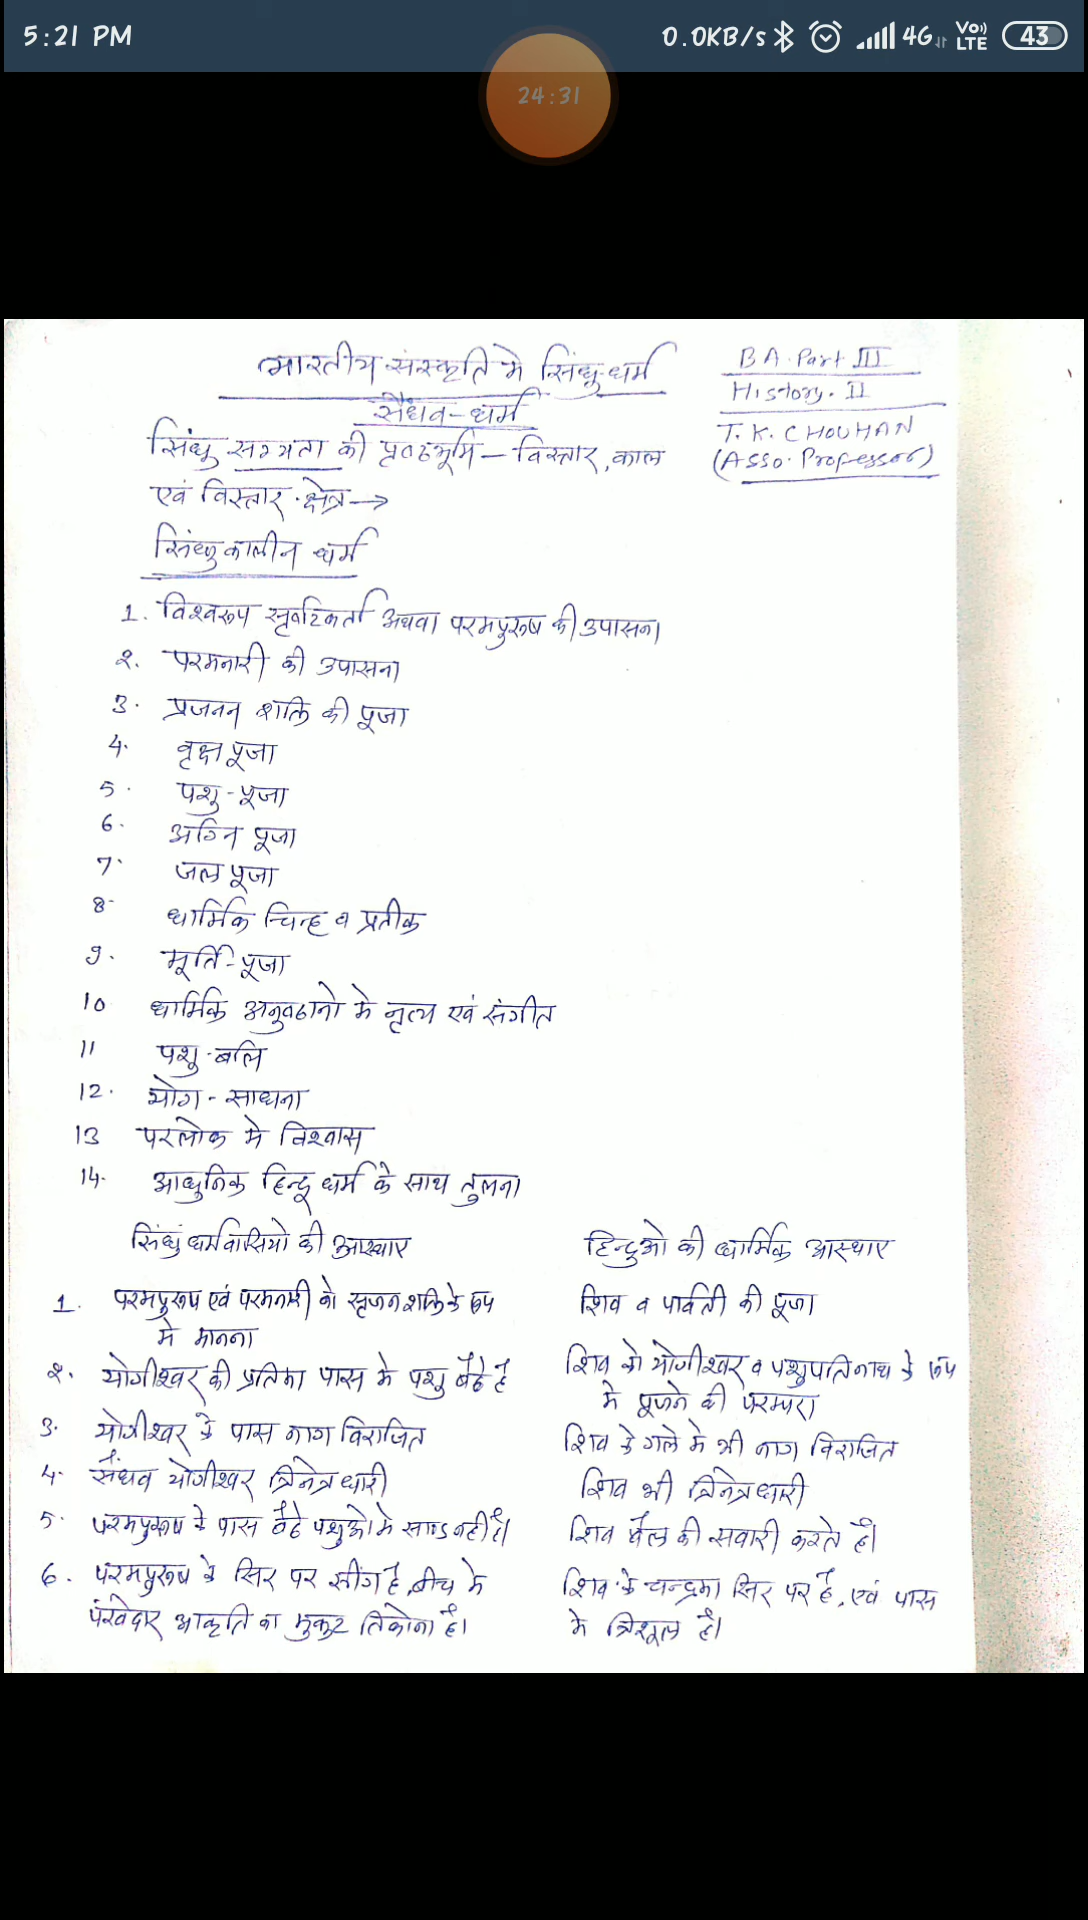 5:21 PM
0.0KB/s 4G Vo)) LTE 43
24:31
भारतीय संस्कृति मे सिंधु-धर्म
सैंधव-धर्म
BA. Part III
History. II
T. K. CHOUHAN
(Asso. Professor)
सिंधु सभ्यता की पृष्ठभूमि — विस्तार, काल
एवं विस्तार-क्षेत्र→
सिंधुकालीन धर्म
1. विश्वरूप सृष्टिकर्ता अथवा परमपुरूष की उपासना
2. परमनारी की उपासना
3. प्रजनन शक्ति की पूजा
4. वृक्ष पूजा
5. पशु-पूजा
6. अग्नि पूजा
7. जल पूजा
8 धार्मिक चिन्ह व प्रतीक
9. मूर्ति-पूजा
10 धार्मिक अनुष्ठानो मे नृत्य एवं संगीत
11 पशु-बलि
12. योग-साधना
13 परलोक मे विश्वास
14. आधुनिक हिन्दू धर्म के साथ तुलना
सिंधु धर्मवासियो की आस्थाए हिन्दुओ की धार्मिक आस्थाए
1. परमपुरूष एवं परमनारी को सृजन शक्ति के रूप शिव व पार्वती की पूजा
मे मानना
2. योगीश्वर की प्रतिमा पास मे पशु बैठे है शिव को योगीश्वर व पशुपतिनाथ के रूप
मे पूजने की परम्परा
3. योगीश्वर के पास नाग विराजित शिव के गले मे भी नाग विराजित
4. सैंधव योगीश्वर त्रिनेत्रधारी शिव भी त्रिनेत्रधारी
5. परमपुरूष के पास बैठे पशुओ मे साण्ड नही है। शिव बैल की सवारी करते है।
6. परमपुरूष के सिर पर सींग है, बीच मे शिव के चन्द्रमा सिर पर है, एवं पास
पंखेदार आकृति का मुकुट तिकोना है। मे त्रिशूल है।